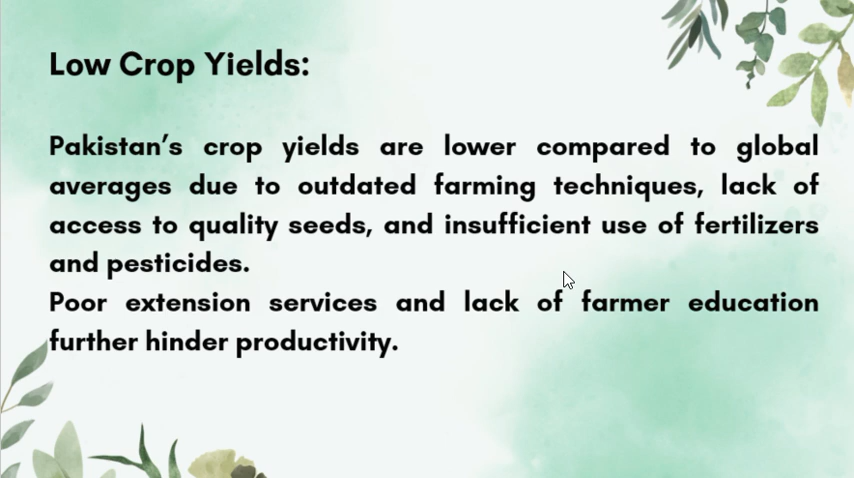 Low Crop Yields:
Pakistan’s crop yields are lower compared to global
averages due to outdated farming techniques, lack of
access to quality seeds, and insufficient use of fertilizers
and pesticides.
Poor extension services and lack of farmer education
further hinder productivity.